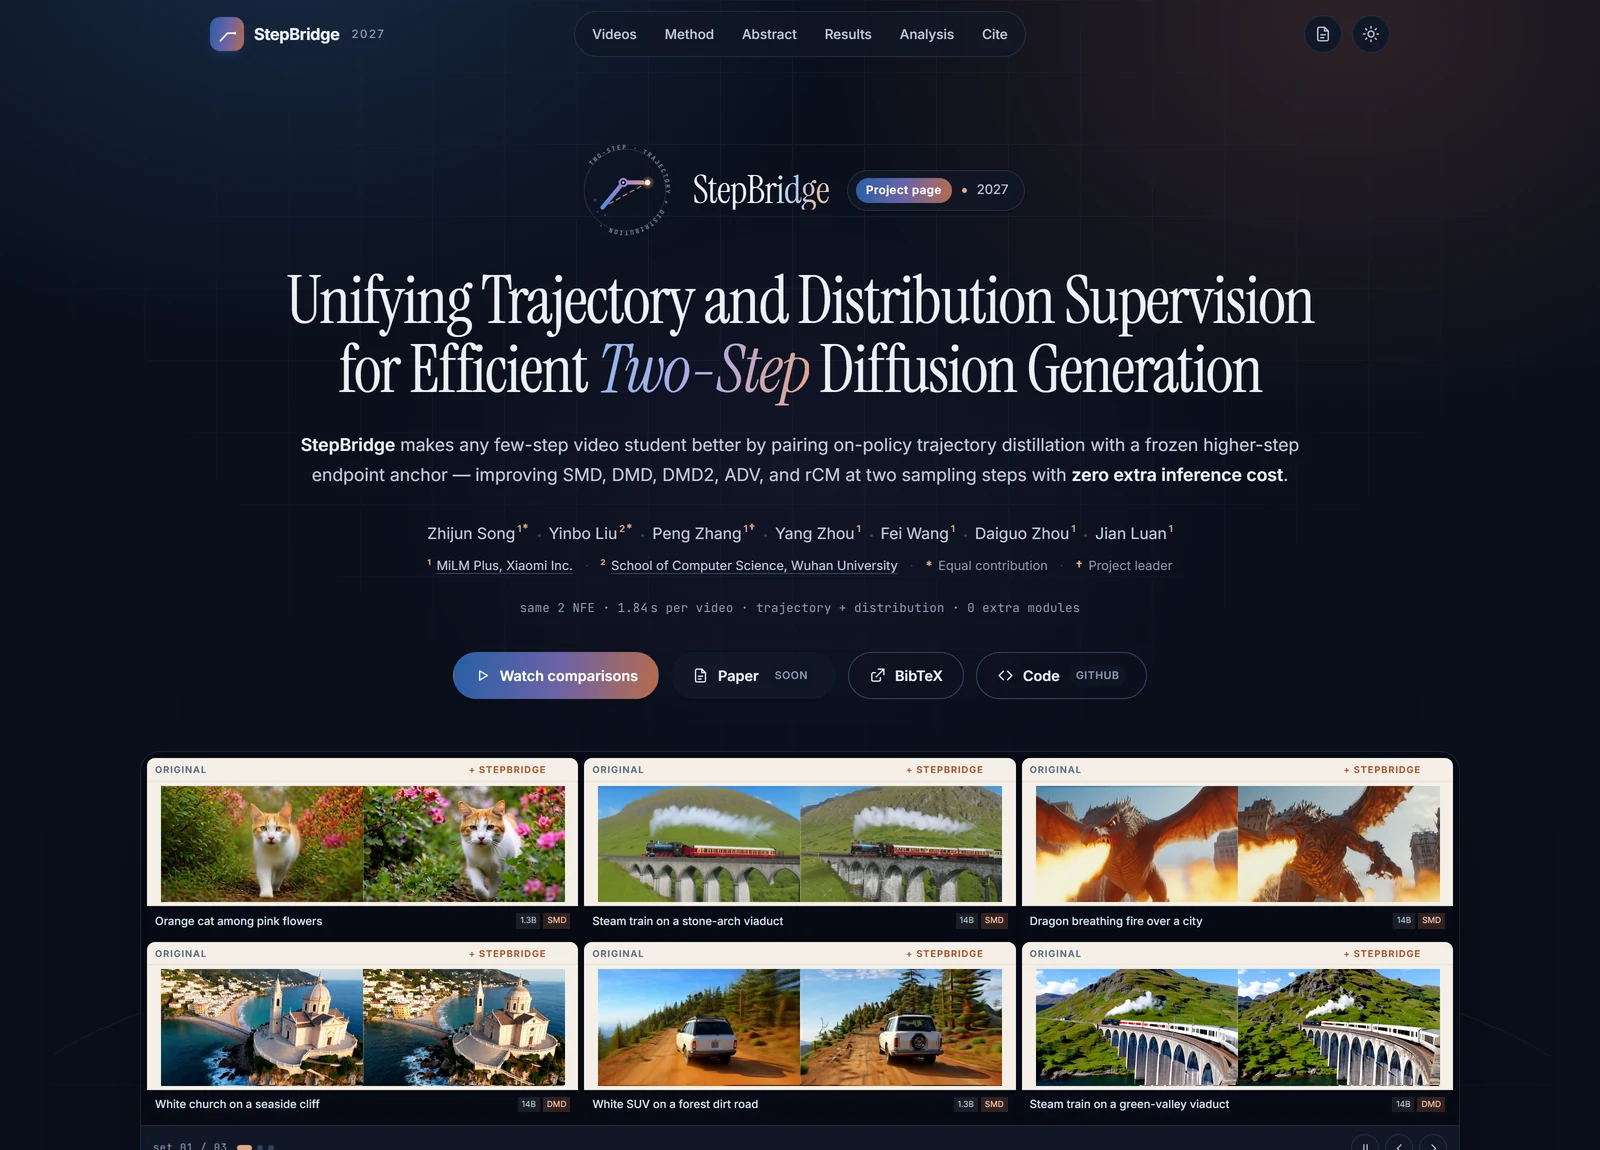 StepBridge 2027
Videos Method Abstract Results Analysis Cite
TWO-STEP · TRAJECTORY + DISTRIBUTION ·
StepBridge
Project page • 2027
Unifying Trajectory and Distribution Supervision
for Efficient Two-Step Diffusion Generation
StepBridge makes any few-step video student better by pairing on-policy trajectory distillation with a frozen higher-step
endpoint anchor — improving SMD, DMD, DMD2, ADV, and rCM at two sampling steps with zero extra inference cost.
Zhijun Song1* · Yinbo Liu2* · Peng Zhang1† · Yang Zhou1 · Fei Wang1 · Daiguo Zhou1 · Jian Luan1
1 MiLM Plus, Xiaomi Inc. · 2 School of Computer Science, Wuhan University · * Equal contribution · † Project leader
same 2 NFE · 1.84s per video · trajectory + distribution · 0 extra modules
Watch comparisons Paper SOON BibTeX Code GITHUB
ORIGINAL + STEPBRIDGE ORIGINAL + STEPBRIDGE ORIGINAL + STEPBRIDGE
Orange cat among pink flowers 1.3B SMD Steam train on a stone-arch viaduct 14B SMD Dragon breathing fire over a city 14B SMD
ORIGINAL + STEPBRIDGE ORIGINAL + STEPBRIDGE ORIGINAL + STEPBRIDGE
White church on a seaside cliff 14B DMD White SUV on a forest dirt road 1.3B SMD Steam train on a green-valley viaduct 14B DMD
set 01 / 03